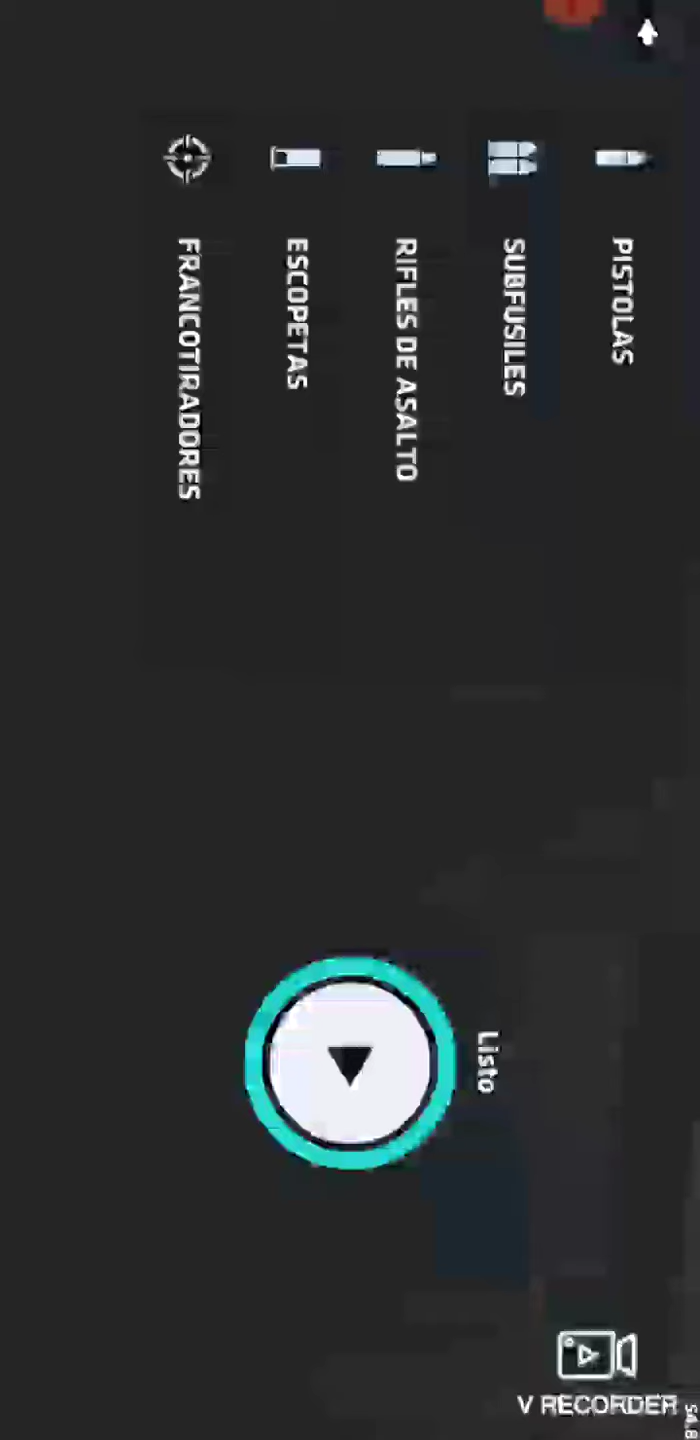 PISTOLAS
SUBFUSILES
RIFLES DE ASALTO
ESCOPETAS
FRANCOTIRADORES
Listo
V RECORDER